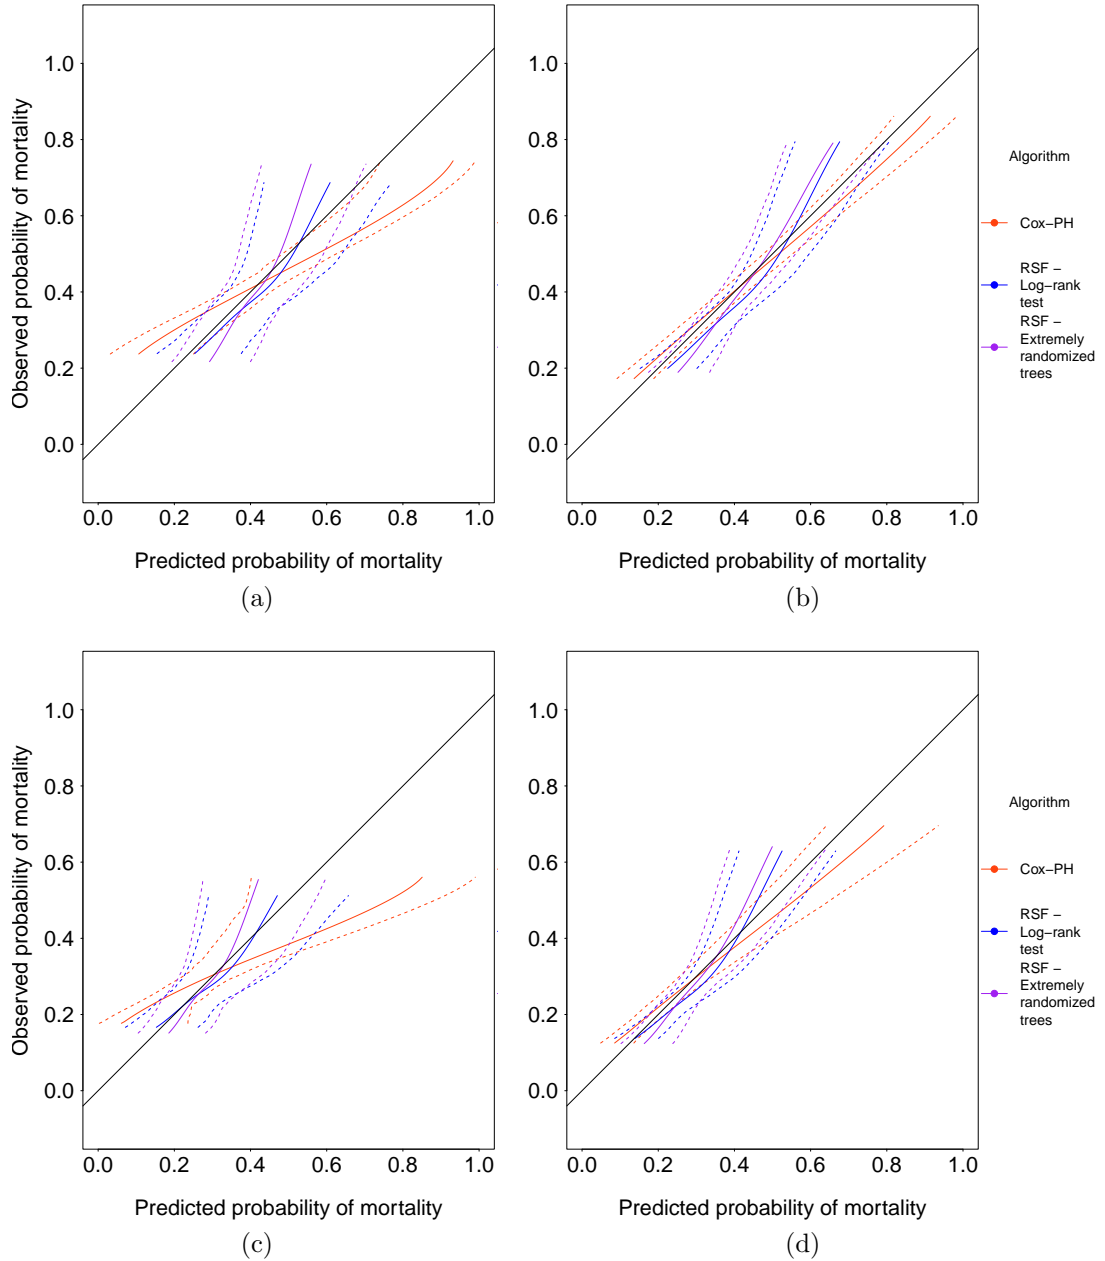 Observed probability of mortality
1.0
0.8
0.6
0.4
0.2
0.0
0.0 0.2 0.4 0.6 0.8 1.0
Predicted probability of mortality
(a)
1.0
0.8
0.6
0.4
0.2
0.0
0.0 0.2 0.4 0.6 0.8 1.0
Predicted probability of mortality
(b)
Algorithm
Cox−PH
RSF −
Log−rank
test
RSF −
Extremely
randomized
trees
Observed probability of mortality
1.0
0.8
0.6
0.4
0.2
0.0
0.0 0.2 0.4 0.6 0.8 1.0
Predicted probability of mortality
(c)
1.0
0.8
0.6
0.4
0.2
0.0
0.0 0.2 0.4 0.6 0.8 1.0
Predicted probability of mortality
(d)
Algorithm
Cox−PH
RSF −
Log−rank
test
RSF −
Extremely
randomized
trees